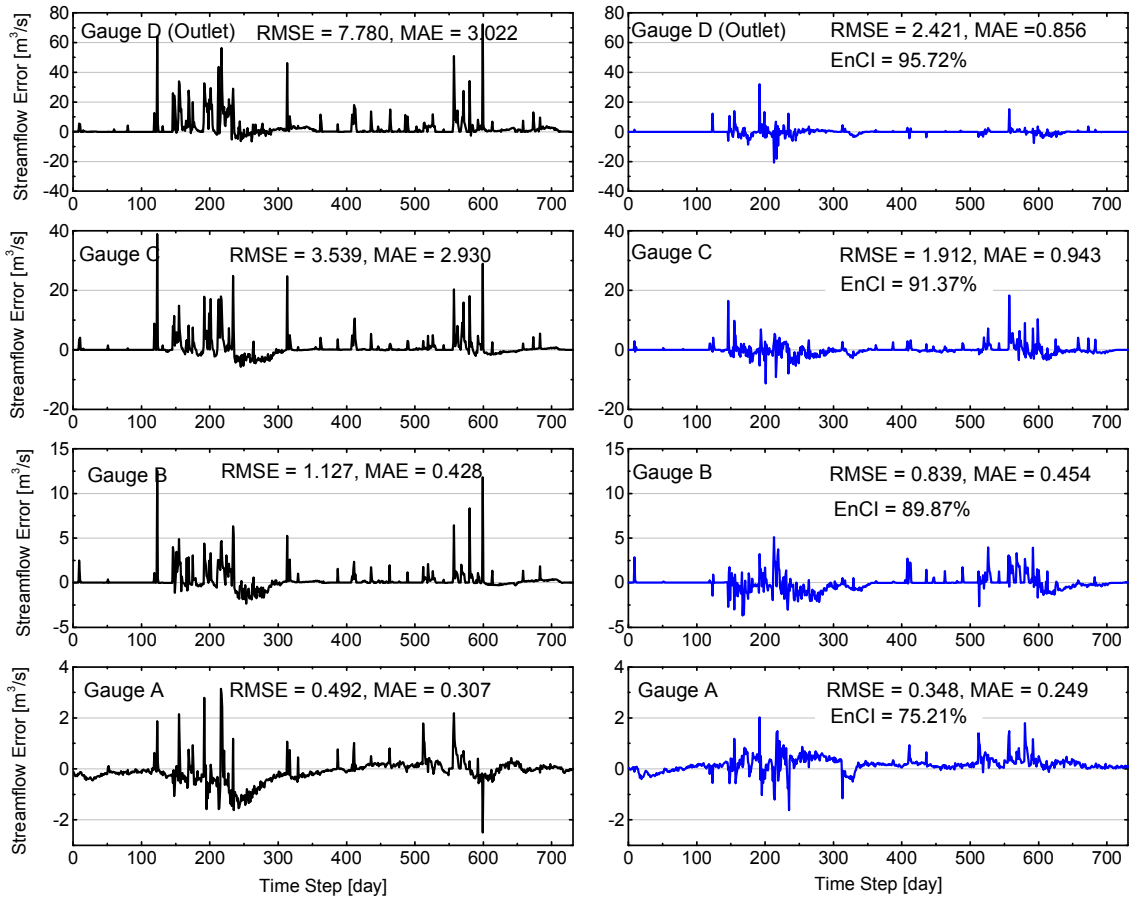 Gauge D (Outlet) RMSE = 7.780, MAE = 3.022
Streamflow Error [m³/s]
80
60
40
20
0
-20
-40
0 100 200 300 400 500 600 700
Gauge D (Outlet) RMSE = 2.421, MAE =0.856
EnCI = 95.72%
80
60
40
20
0
-20
-40
0 100 200 300 400 500 600 700
Gauge C RMSE = 3.539, MAE = 2.930
Streamflow Error [m³/s]
40
20
0
-20
0 100 200 300 400 500 600 700
Gauge C RMSE = 1.912, MAE = 0.943
EnCI = 91.37%
40
20
0
-20
0 100 200 300 400 500 600 700
Gauge B RMSE = 1.127, MAE = 0.428
Streamflow Error [m³/s]
15
10
5
0
-5
0 100 200 300 400 500 600 700
Gauge B RMSE = 0.839, MAE = 0.454
EnCI = 89.87%
15
10
5
0
-5
0 100 200 300 400 500 600 700
Gauge A RMSE = 0.492, MAE = 0.307
Streamflow Error [m³/s]
4
2
0
-2
0 100 200 300 400 500 600 700
Time Step [day]
Gauge A RMSE = 0.348, MAE = 0.249
EnCI = 75.21%
4
2
0
-2
0 100 200 300 400 500 600 700
Time Step [day]